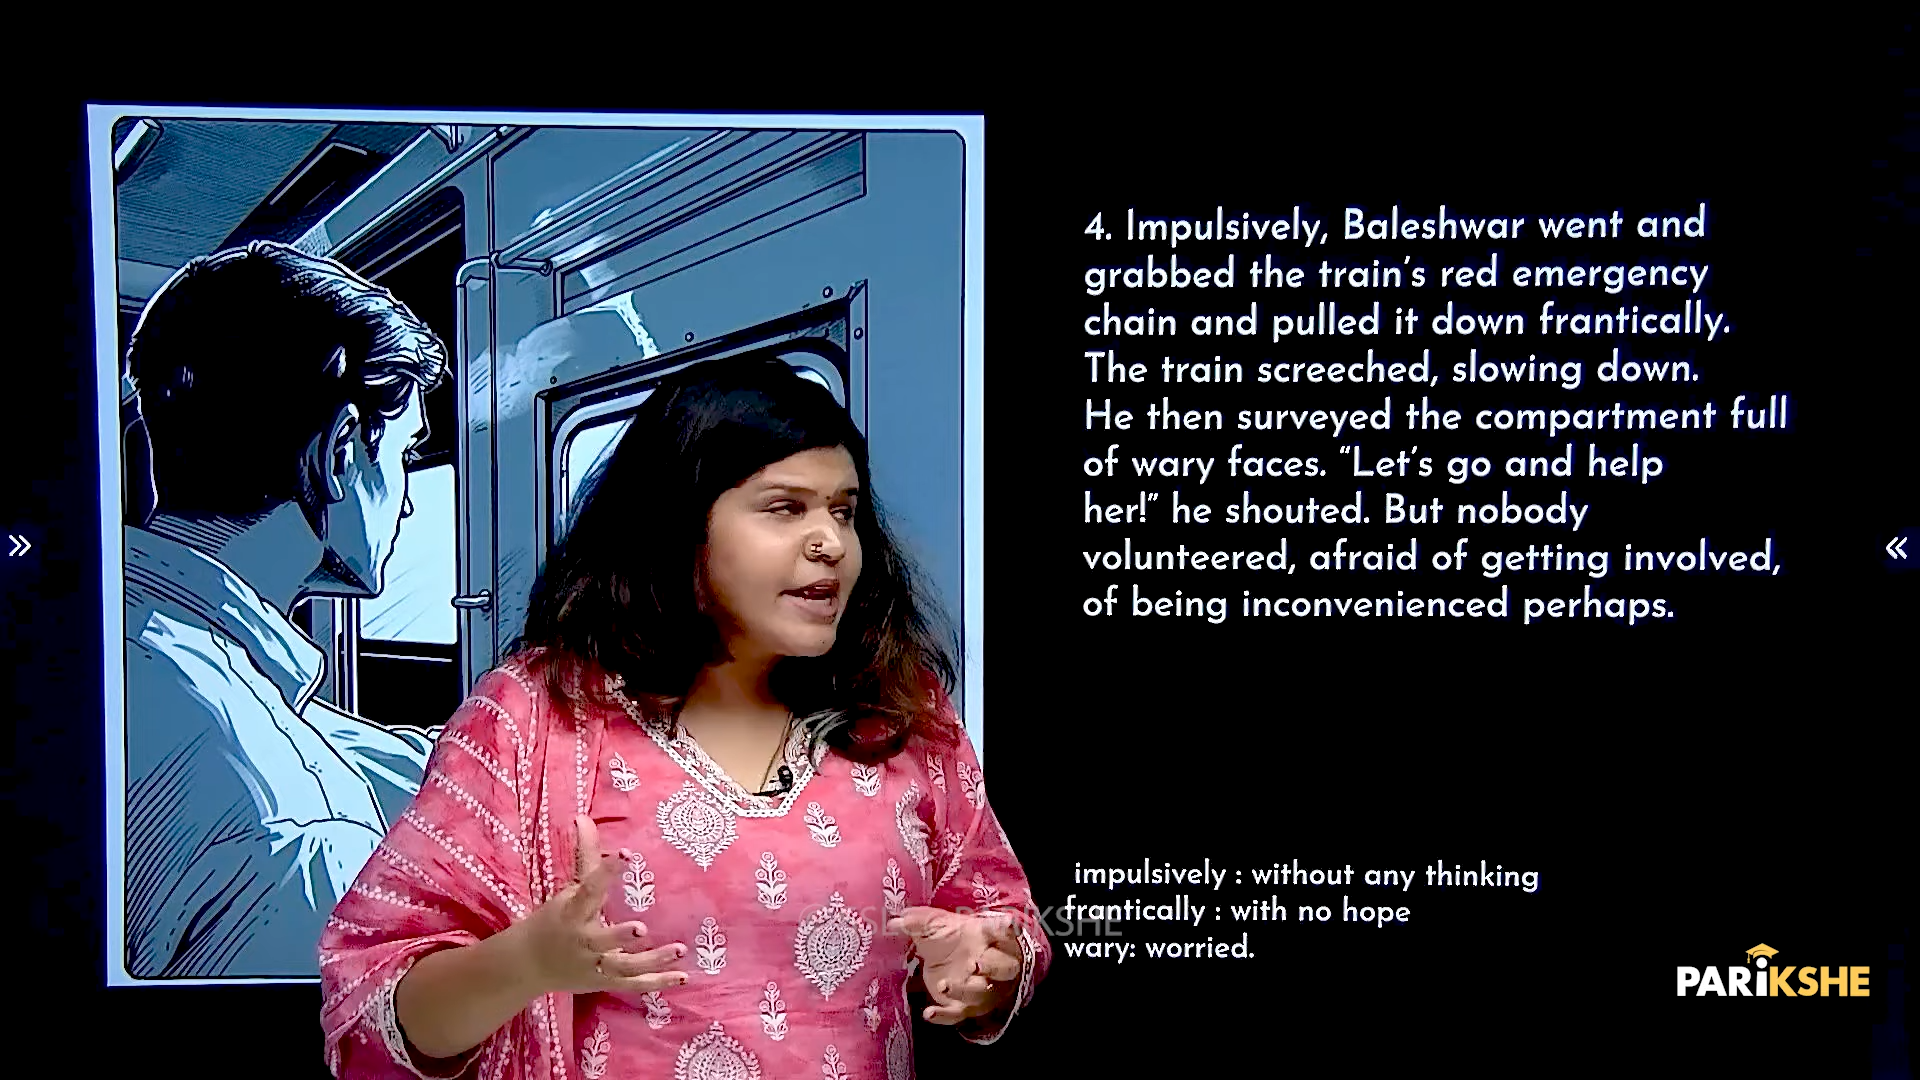 4. Impulsively, Baleshwar went and
grabbed the train's red emergency
chain and pulled it down frantically.
The train screeched, slowing down.
He then surveyed the compartment full
of wary faces. “Let's go and help
her!” he shouted. But nobody
volunteered, afraid of getting involved,
of being inconvenienced perhaps.
impulsively : without any thinking
frantically : with no hope
wary: worried.
PARiKSHE